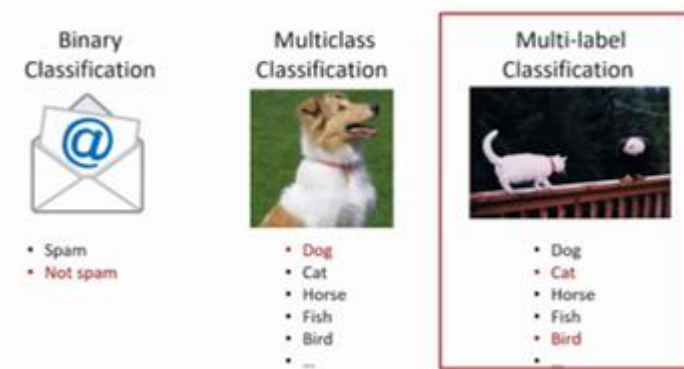 Binary
Classification
@
• Spam
• Not spam
Multiclass
Classification
• Dog
• Cat
• Horse
• Fish
• Bird
• ...
Multi-label
Classification
• Dog
• Cat
• Horse
• Fish
• Bird
• ...